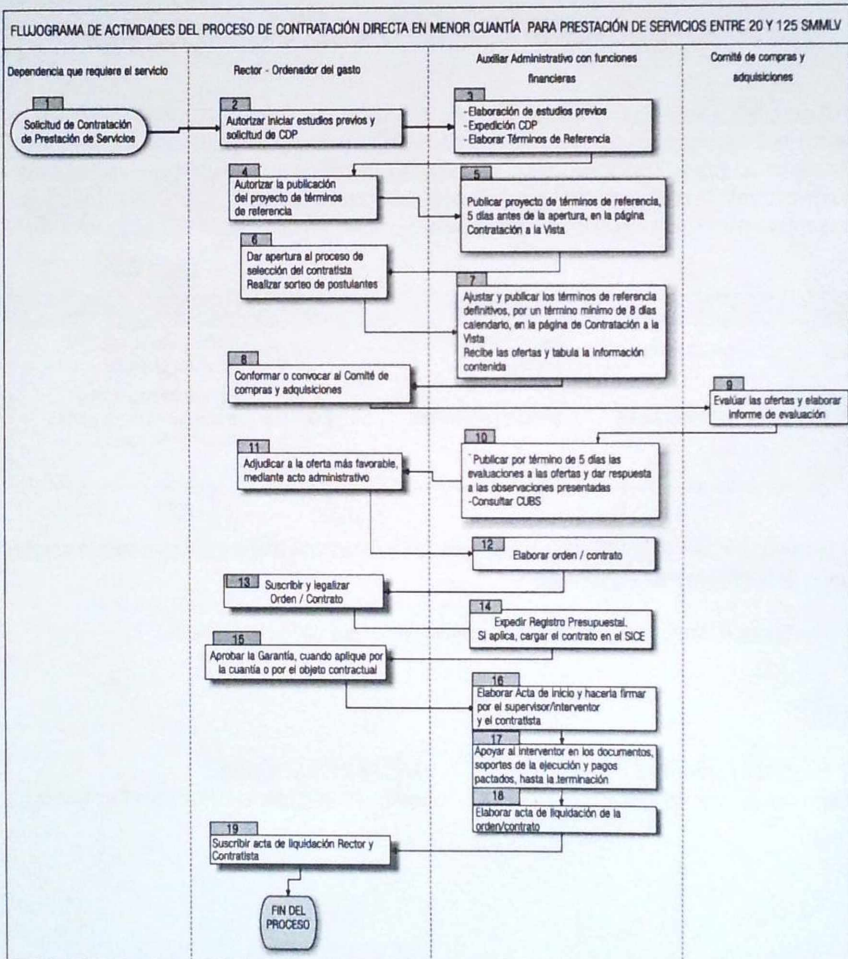 FLUJOGRAMA DE ACTIVIDADES DEL PROCESO DE CONTRATACIÓN DIRECTA EN MENOR CUANTÍA PARA PRESTACIÓN DE SERVICIOS ENTRE 20 Y 125 SMMLV
Dependencia que requiere el servicio
Rector - Ordenador del gasto
Auxiliar Administrativo con funciones
financieras
Comité de compras y
adquisiciones
1
Solicitud de Contratación
de Prestación de Servicios
2
Autorizar iniciar estudios previos y
solicitud de CDP
3
-Elaboración de estudios previos
-Expedición CDP
-Elaborar Términos de Referencia
4
Autorizar la publicación
del proyecto de términos
de referencia
5
Publicar proyecto de términos de referencia,
5 días antes de la apertura, en la página
Contratación a la Vista
6
Dar apertura al proceso de
selección del contratista
Realizar sorteo de postulantes
7
Ajustar y publicar los términos de referencia
definitivos, por un término mínimo de 8 días
calendario, en la página de Contratación a la
Vista
Recibe las ofertas y tabula la información
contenida
8
Conformar o convocar al Comité de
compras y adquisiciones
9
Evalúar las ofertas y elaborar
informe de evaluación
10
Publicar por término de 5 días las
evaluaciones a las ofertas y dar respuesta
a las observaciones presentadas
-Consultar CUBS
11
Adjudicar a la oferta más favorable,
mediante acto administrativo
12
Elaborar orden / contrato
13
Suscribir y legalizar
Orden / Contrato
14
Expedir Registro Presupuestal.
Si aplica, cargar el contrato en el SICE
15
Aprobar la Garantía, cuando aplique por
la cuantía o por el objeto contractual
16
Elaborar Acta de inicio y hacerla firmar
por el supervisor/interventor
y el contratista
17
Apoyar al interventor en los documentos,
soportes de la ejecución y pagos
pactados, hasta la terminación
18
Elaborar acta de liquidación de la
orden/contrato
19
Suscribir acta de liquidación Rector y
Contratista
FIN DEL
PROCESO